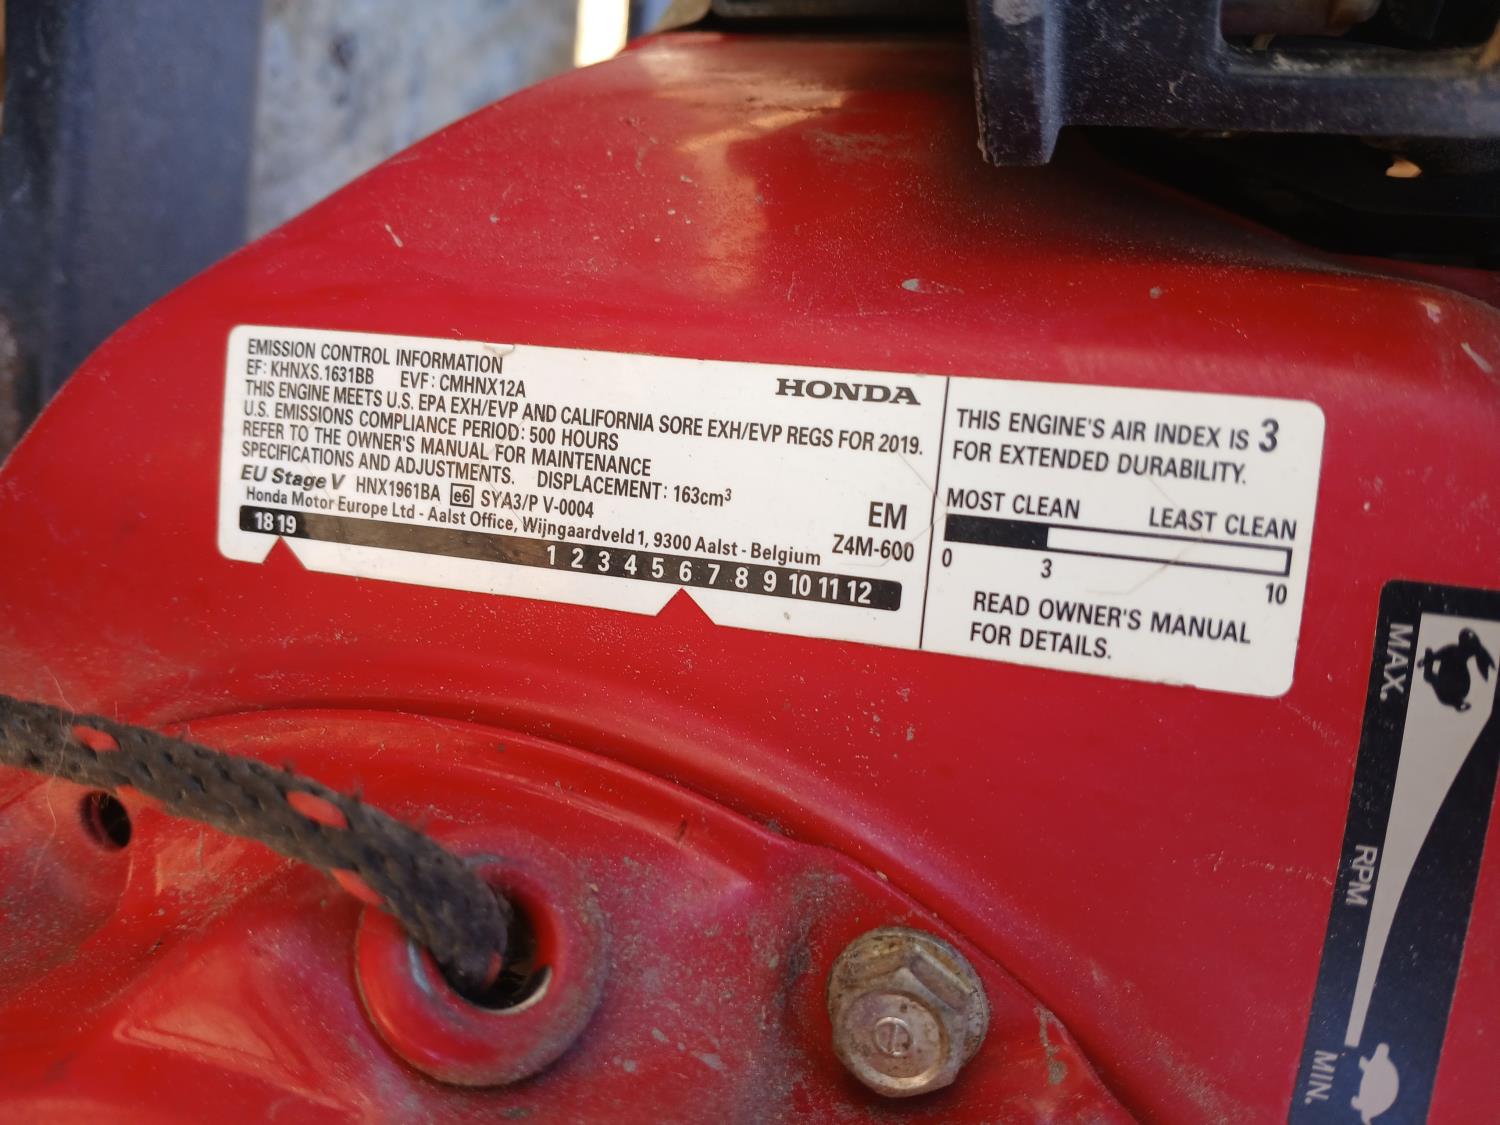 EMISSION CONTROL INFORMATION
EF: KHNXS.1631BB EVF: CMHNX12A
HONDA
THIS ENGINE MEETS U.S. EPA EXH/EVP AND CALIFORNIA SORE EXH/EVP REGS FOR 2019.
U.S. EMISSIONS COMPLIANCE PERIOD: 500 HOURS
REFER TO THE OWNER'S MANUAL FOR MAINTENANCE
SPECIFICATIONS AND ADJUSTMENTS. DISPLACEMENT: 163cm³
EU Stage V HNX1961BA e6 SYA3/P V-0004
EM
Honda Motor Europe Ltd - Aalst Office, Wijngaardveld 1, 9300 Aalst - Belgium
Z4M-600
18 19
1 2 3 4 5 6 7 8 9 10 11 12
THIS ENGINE'S AIR INDEX IS 3
FOR EXTENDED DURABILITY.
MOST CLEAN LEAST CLEAN
0 3 10
READ OWNER'S MANUAL
FOR DETAILS.
MAX.
RPM
MIN.